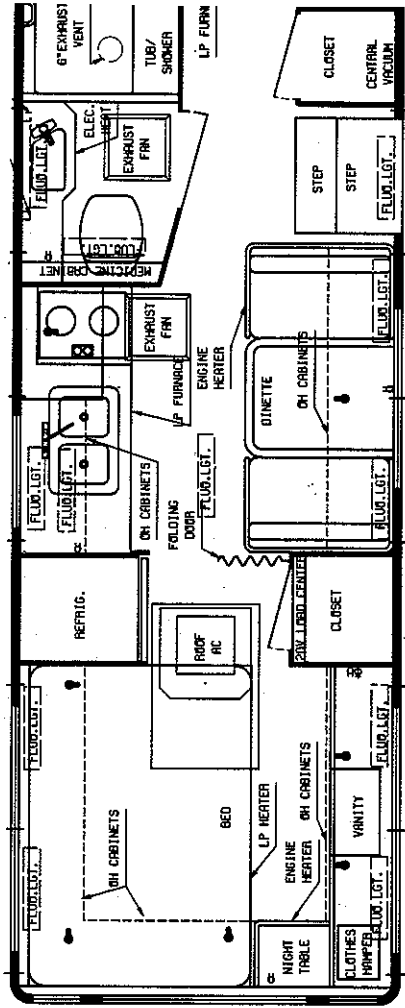 6"EXHAUST
VENT
TUB/
SHOWER
LP FURN
CLOSET
CENTRAL
VACUUM
FLUO.LGT.
ELEC.
HEAT
EXHAUST
FAN
FLUO.LGT.
MEDICINE CABINET
STEP
STEP
FLUO.LGT.
EXHAUST
FAN
LP FURNACE
ENGINE
HEATER
DINETTE
OH CABINETS
FLUO.LGT.
FLUO.LGT.
FLUO.LGT.
OH CABINETS
FOLDING
DOOR
FLUO.LGT.
FLUO.LGT.
REFRIG.
ROOF
AC
20V LOAD CENTER
CLOSET
FLUO.LGT.
FLUO.LGT.
OH CABINETS
BED
LP HEATER
ENGINE
HEATER
OH CABINETS
FLUO.LGT.
VANITY
NIGHT
TABLE
CLOTHES
HAMPER
FLUO.LGT.